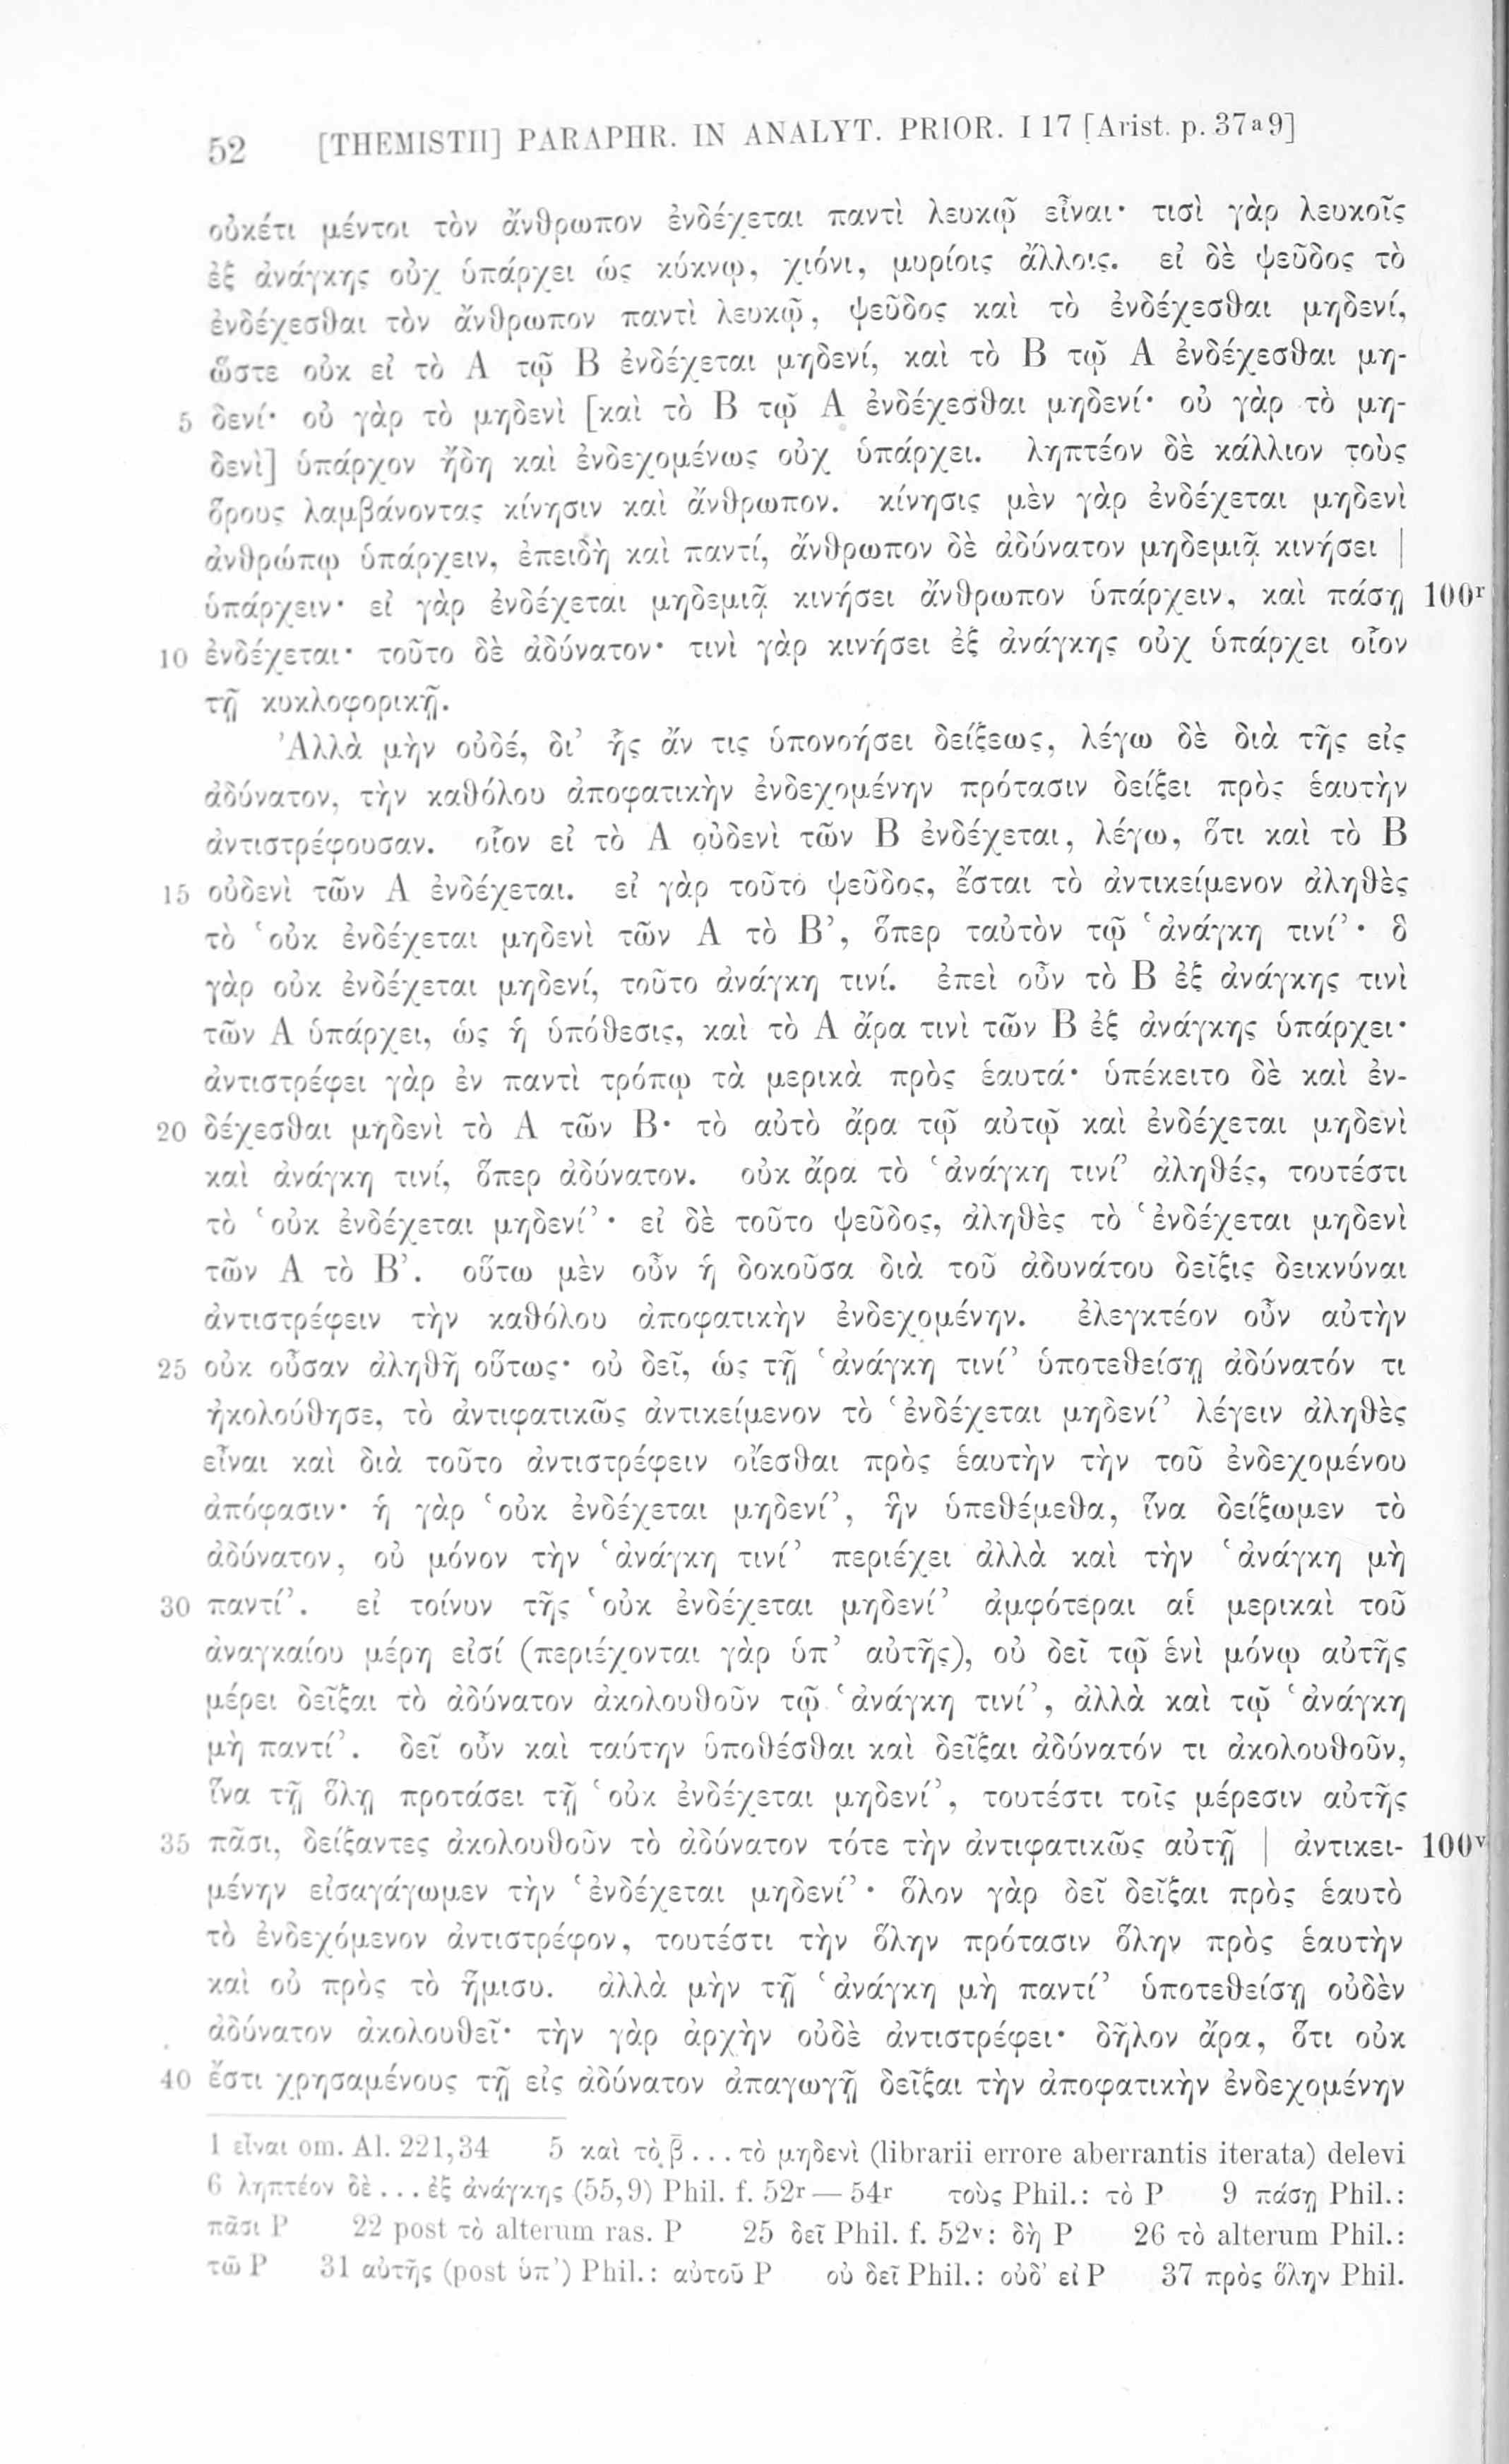 52 [THEMISTII] PARAPHR. IN ANALYT. PRIOR. I 17 [Arist. p. 37a9]
οὐκέτι μέντοι τὸν ἄνθρωπον ἐνδέχεται παντὶ λευκῷ εἶναι· τισὶ γὰρ λευκοῖς
ἐξ ἀνάγκης οὐχ ὑπάρχει ὡς κύκνῳ, χιόνι, μυρίοις ἄλλοις. εἰ δὲ ψεῦδος τὸ
ἐνδέχεσθαι τὸν ἄνθρωπον παντὶ λευκῷ, ψεῦδος καὶ τὸ ἐνδέχεσθαι μηδενί,
ὥστε οὐκ εἰ τὸ Α τῷ Β ἐνδέχεται μηδενί, καὶ τὸ Β τῷ Α ἐνδέχεσθαι μη-
5 δενί· οὐ γὰρ τὸ μηδενὶ [καὶ τὸ Β τῷ Α ἐνδέχεσθαι μηδενί· οὐ γὰρ τὸ μη-
δενὶ] ὑπάρχον ἤδη καὶ ἐνδεχομένως οὐχ ὑπάρχει. ληπτέον δὲ κάλλιον τοὺς
ὅρους λαμβάνοντας κίνησιν καὶ ἄνθρωπον. κίνησις μὲν γὰρ ἐνδέχεται μηδενὶ
ἀνθρώπῳ ὑπάρχειν, ἐπειδὴ καὶ παντί, ἄνθρωπον δὲ ἀδύνατον μηδεμιᾷ κινήσει |
ὑπάρχειν· εἰ γὰρ ἐνδέχεται μηδεμιᾷ κινήσει ἄνθρωπον ὑπάρχειν, καὶ πάσῃ 100r
10 ἐνδέχεται· τοῦτο δὲ ἀδύνατον· τινὶ γὰρ κινήσει ἐξ ἀνάγκης οὐχ ὑπάρχει οἷον
τῇ κυκλοφορικῇ.
Ἀλλὰ μὴν οὐδέ, δι’ ἧς ἄν τις ὑπονοήσει δείξεως, λέγω δὲ διὰ τῆς εἰς
ἀδύνατον, τὴν καθόλου ἀποφατικὴν ἐνδεχομένην πρότασιν δείξει πρὸς ἑαυτὴν
ἀντιστρέφουσαν. οἷον εἰ τὸ Α οὐδενὶ τῶν Β ἐνδέχεται, λέγω, ὅτι καὶ τὸ Β
15 οὐδενὶ τῶν Α ἐνδέχεται. εἰ γὰρ τοῦτο ψεῦδος, ἔσται τὸ ἀντικείμενον ἀληθὲς
τὸ ‘οὐκ ἐνδέχεται μηδενὶ τῶν Α τὸ Β’, ὅπερ ταὐτὸν τῷ ‘ἀνάγκη τινί’· ὃ
γὰρ οὐκ ἐνδέχεται μηδενί, τοῦτο ἀνάγκη τινί. ἐπεὶ οὖν τὸ Β ἐξ ἀνάγκης τινὶ
τῶν Α ὑπάρχει, ὡς ἡ ὑπόθεσις, καὶ τὸ Α ἄρα τινὶ τῶν Β ἐξ ἀνάγκης ὑπάρχει·
ἀντιστρέφει γὰρ ἐν παντὶ τρόπῳ τὰ μερικὰ πρὸς ἑαυτά· ὑπέκειτο δὲ καὶ ἐν-
20 δέχεσθαι μηδενὶ τὸ Α τῶν Β· τὸ αὐτὸ ἄρα τῷ αὐτῷ καὶ ἐνδέχεται μηδενὶ
καὶ ἀνάγκη τινί, ὅπερ ἀδύνατον. οὐκ ἄρα τὸ ‘ἀνάγκη τινί’ ἀληθές, τουτέστι
τὸ ‘οὐκ ἐνδέχεται μηδενί’· εἰ δὲ τοῦτο ψεῦδος, ἀληθὲς τὸ ‘ἐνδέχεται μηδενὶ
τῶν Α τὸ Β’. οὕτω μὲν οὖν ἡ δοκοῦσα διὰ τοῦ ἀδυνάτου δεῖξις δεικνύναι
ἀντιστρέφειν τὴν καθόλου ἀποφατικὴν ἐνδεχομένην. ἐλεγκτέον οὖν αὐτὴν
25 οὐκ οὖσαν ἀληθῆ οὕτως· οὐ δεῖ, ὡς τῇ ‘ἀνάγκη τινί’ ὑποτεθείσῃ ἀδύνατόν τι
ἠκολούθησε, τὸ ἀντιφατικῶς ἀντικείμενον τὸ ‘ἐνδέχεται μηδενί’ λέγειν ἀληθὲς
εἶναι καὶ διὰ τοῦτο ἀντιστρέφειν οἴεσθαι πρὸς ἑαυτὴν τὴν τοῦ ἐνδεχομένου
ἀπόφασιν· ἡ γὰρ ‘οὐκ ἐνδέχεται μηδενί’, ἣν ὑπεθέμεθα, ἵνα δείξωμεν τὸ
ἀδύνατον, οὐ μόνον τὴν ‘ἀνάγκη τινί’ περιέχει ἀλλὰ καὶ τὴν ‘ἀνάγκη μὴ
30 παντί’. εἰ τοίνυν τῆς ‘οὐκ ἐνδέχεται μηδενί’ ἀμφότεραι αἱ μερικαὶ τοῦ
ἀναγκαίου μέρη εἰσί (περιέχονται γὰρ ὑπ’ αὐτῆς), οὐ δεῖ τῷ ἑνὶ μόνῳ αὐτῆς
μέρει δεῖξαι τὸ ἀδύνατον ἀκολουθοῦν τῷ ‘ἀνάγκη τινί’, ἀλλὰ καὶ τῷ ‘ἀνάγκη
μὴ παντί’. δεῖ οὖν καὶ ταύτην ὑποθέσθαι καὶ δεῖξαι ἀδύνατόν τι ἀκολουθοῦν,
ἵνα τῇ ὅλῃ προτάσει τῇ ‘οὐκ ἐνδέχεται μηδενί’, τουτέστι τοῖς μέρεσιν αὐτῆς
35 πᾶσι, δείξαντες ἀκολουθοῦν τὸ ἀδύνατον τότε τὴν ἀντιφατικῶς αὐτῇ | ἀντικει- 100v
μένην εἰσαγάγωμεν τὴν ‘ἐνδέχεται μηδενί’· ὅλον γὰρ δεῖ δεῖξαι πρὸς ἑαυτὸ
τὸ ἐνδεχόμενον ἀντιστρέφον, τουτέστι τὴν ὅλην πρότασιν ὅλην πρὸς ἑαυτὴν
καὶ οὐ πρὸς τὸ ἥμισυ. ἀλλὰ μὴν τῇ ‘ἀνάγκη μὴ παντί’ ὑποτεθείσῃ οὐδὲν
ἀδύνατον ἀκολουθεῖ· τὴν γὰρ ἀρχὴν οὐδὲ ἀντιστρέφει· δῆλον ἄρα, ὅτι οὐκ
40 ἔστι χρησαμένους τῇ εἰς ἀδύνατον ἀπαγωγῇ δεῖξαι τὴν ἀποφατικὴν ἐνδεχομένην
1 εἶναι om. Al. 221,34 5 καὶ τὸ β̄ ... τὸ μηδενὶ (librarii errore aberrantis iterata) delevi
6 ληπτέον δὲ ... ἐξ ἀνάγκης (55,9) Phil. f. 52r — 54r τοὺς Phil.: τὸ P 9 πάσῃ Phil.:
πᾶσι P 22 post τὸ alterum ras. P 25 δεῖ Phil. f. 52v: δὴ P 26 τὸ alterum Phil.:
τῶ P 31 αὐτῆς (post ὑπ’) Phil.: αὐτοῦ P οὐ δεῖ Phil.: οὐδ’ εἰ P 37 πρὸς ὅλην Phil.